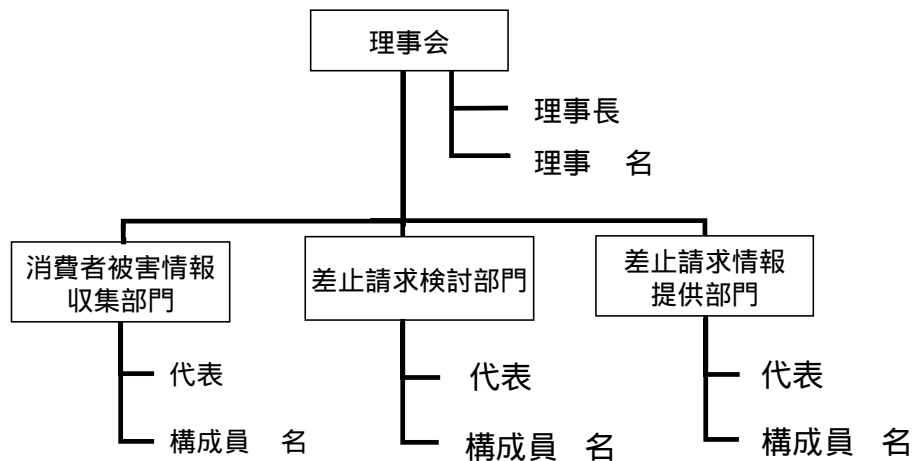 理事会
理事長
理事　名
消費者被害情報
収集部門
差止請求検討部門
差止請求情報
提供部門
代表
構成員　名
代表
構成員　名
代表
構成員　名